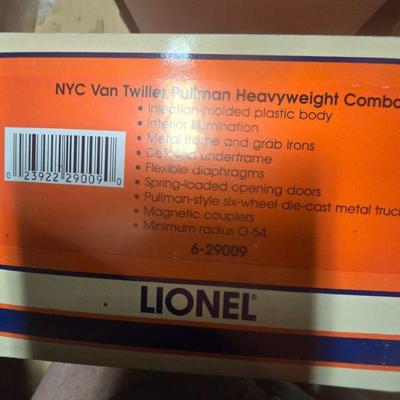 NYC Van Twiller Pullman Heavyweight Combo
• Injection-molded plastic body
• Interior illumination
• Metal frame and grab irons
• Detailed underframe
• Flexible diaphragms
• Spring-loaded opening doors
• Pullman-style six-wheel die-cast metal truc
• Magnetic couplers
• Minimum radius O-54
6-29009
0 23922 29009 0
LIONEL®